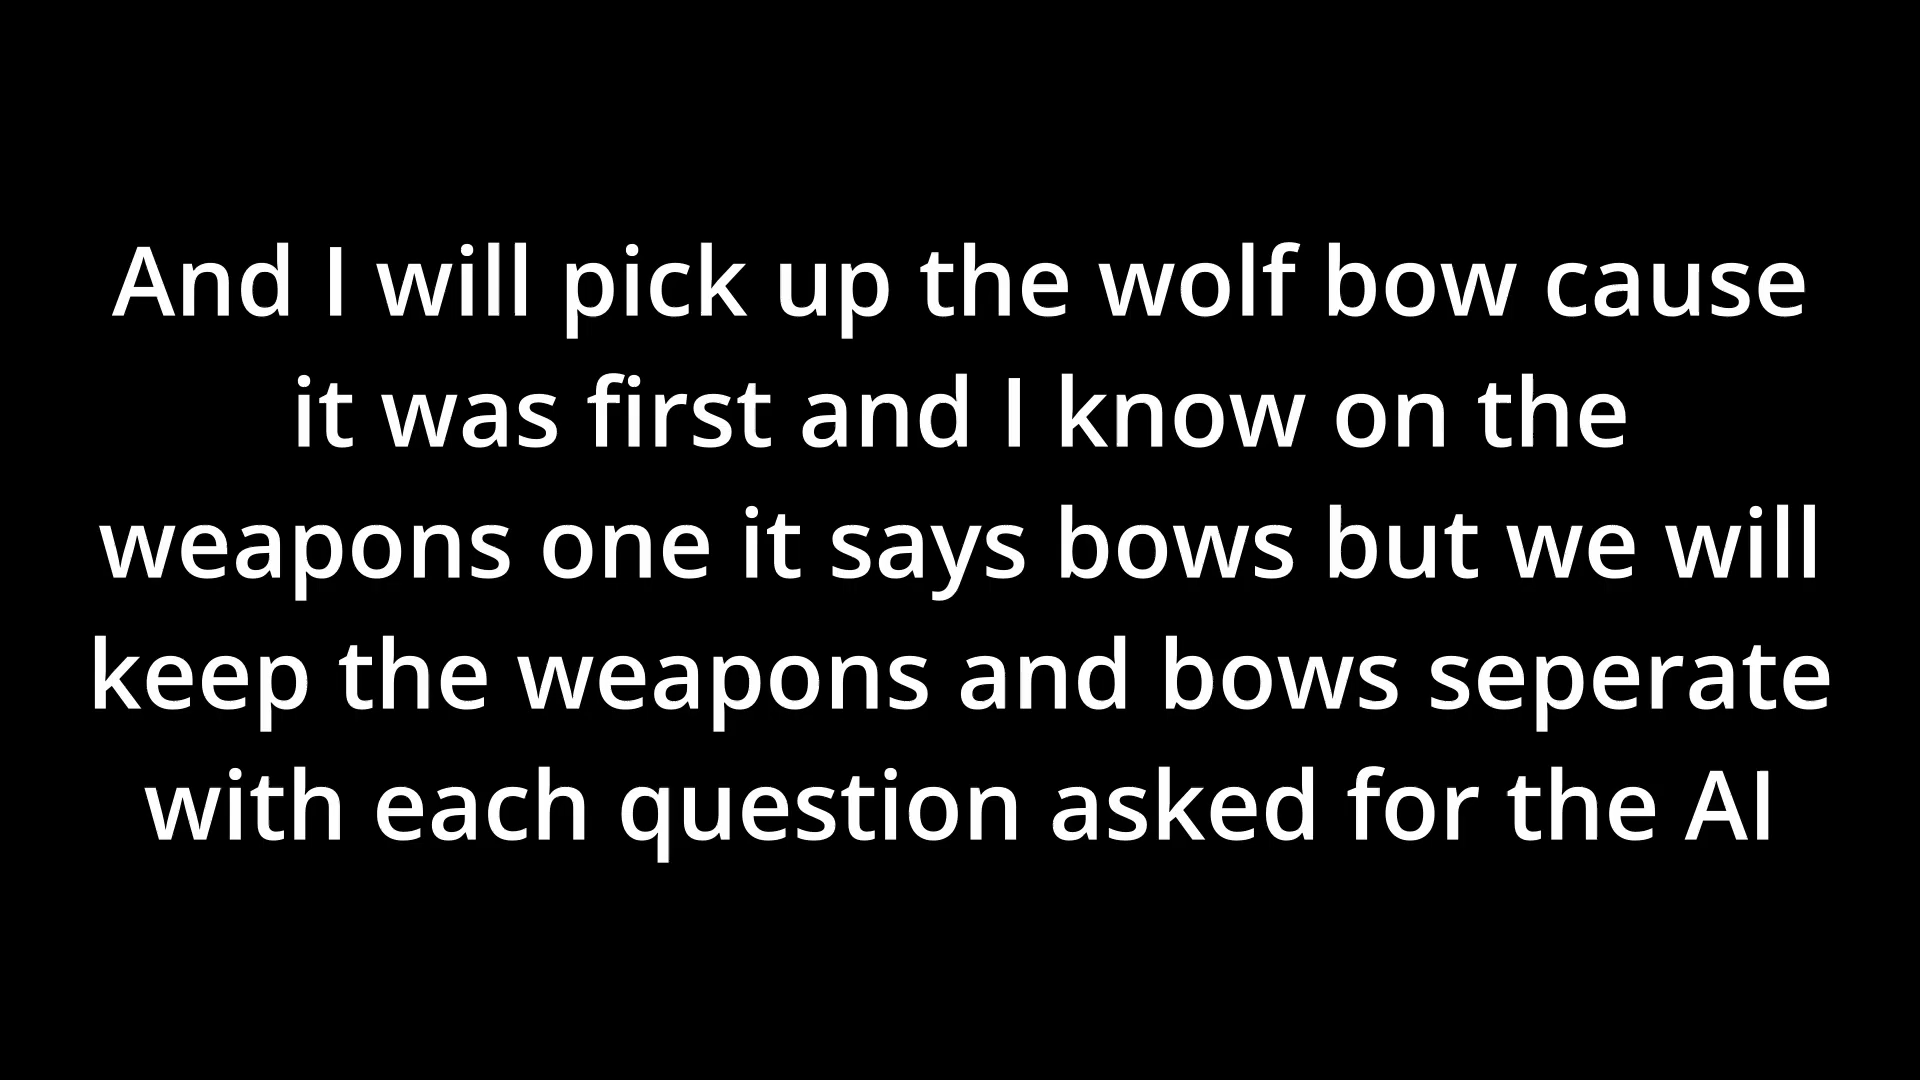 And I will pick up the wolf bow cause
it was first and I know on the
weapons one it says bows but we will
keep the weapons and bows seperate
with each question asked for the AI